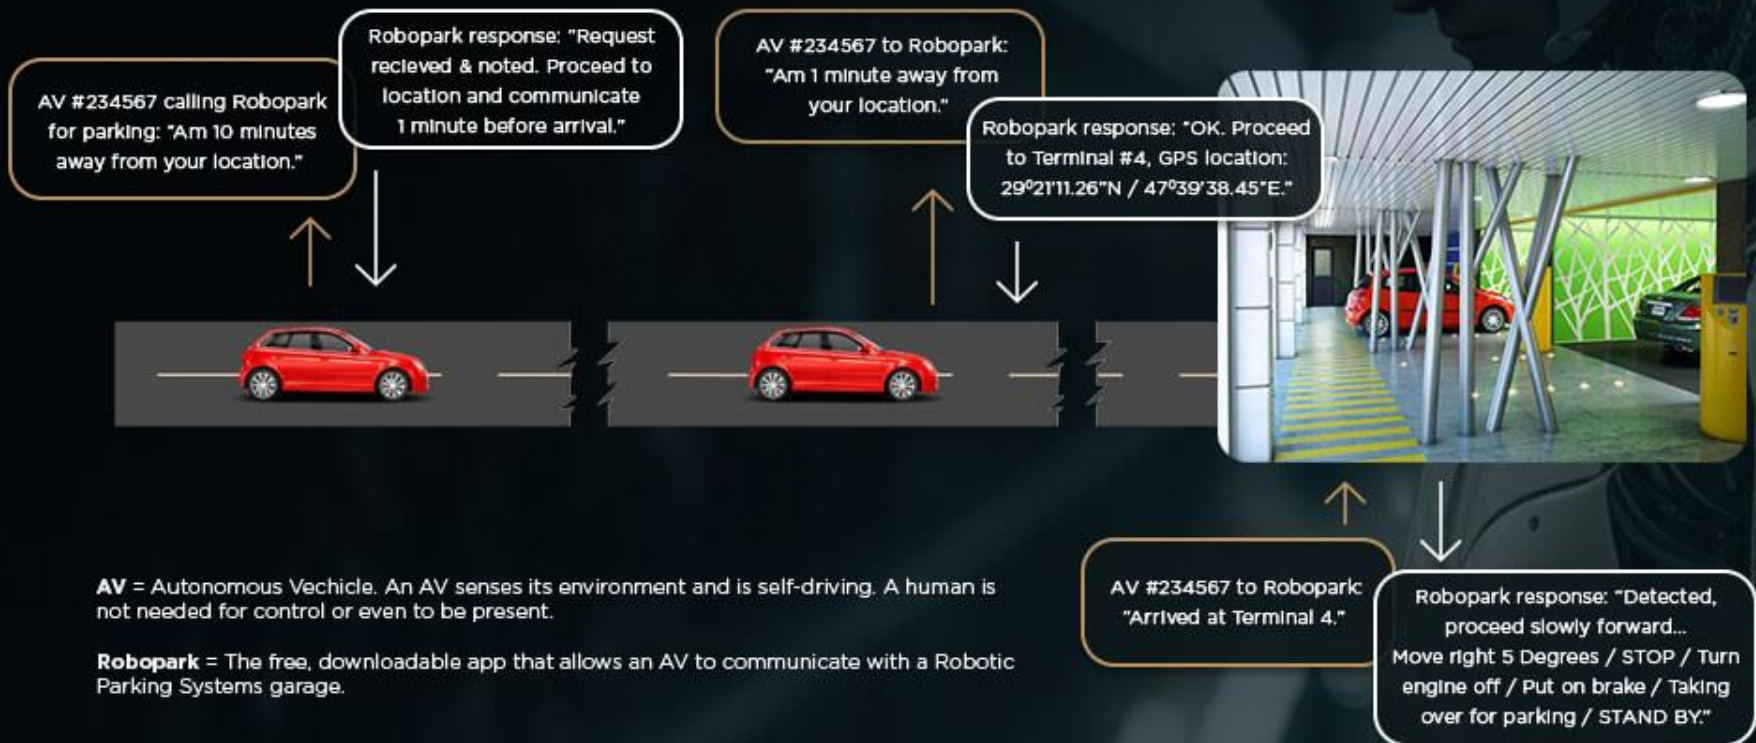 AV #234567 calling Robopark
for parking: "Am 10 minutes
away from your location."
Robopark response: "Request
recieved & noted. Proceed to
location and communicate
1 minute before arrival."
AV #234567 to Robopark:
"Am 1 minute away from
your location."
Robopark response: "OK. Proceed
to Terminal #4, GPS location:
29⁰21'11.26"N / 47⁰39'38.45"E."
AV #234567 to Robopark:
"Arrived at Terminal 4."
Robopark response: "Detected,
proceed slowly forward...
Move right 5 Degrees / STOP / Turn
engine off / Put on brake / Taking
over for parking / STAND BY."
AV = Autonomous Vechicle. An AV senses its environment and is self-driving. A human is
not needed for control or even to be present.
Robopark = The free, downloadable app that allows an AV to communicate with a Robotic
Parking Systems garage.